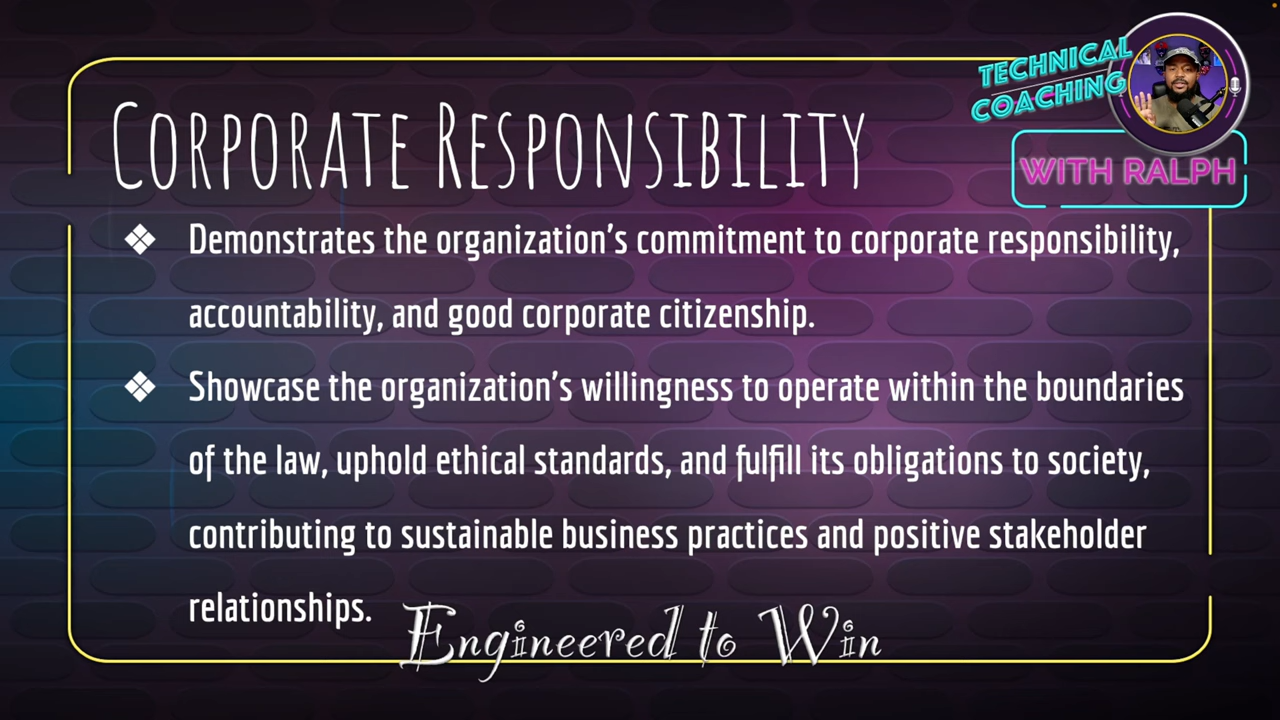 TECHNICAL
COACHING
WITH RALPH
CORPORATE RESPONSIBILITY
❖ Demonstrates the organization’s commitment to corporate responsibility,
accountability, and good corporate citizenship.
❖ Showcase the organization’s willingness to operate within the boundaries
of the law, uphold ethical standards, and fulfill its obligations to society,
contributing to sustainable business practices and positive stakeholder
relationships.
Engineered to Win